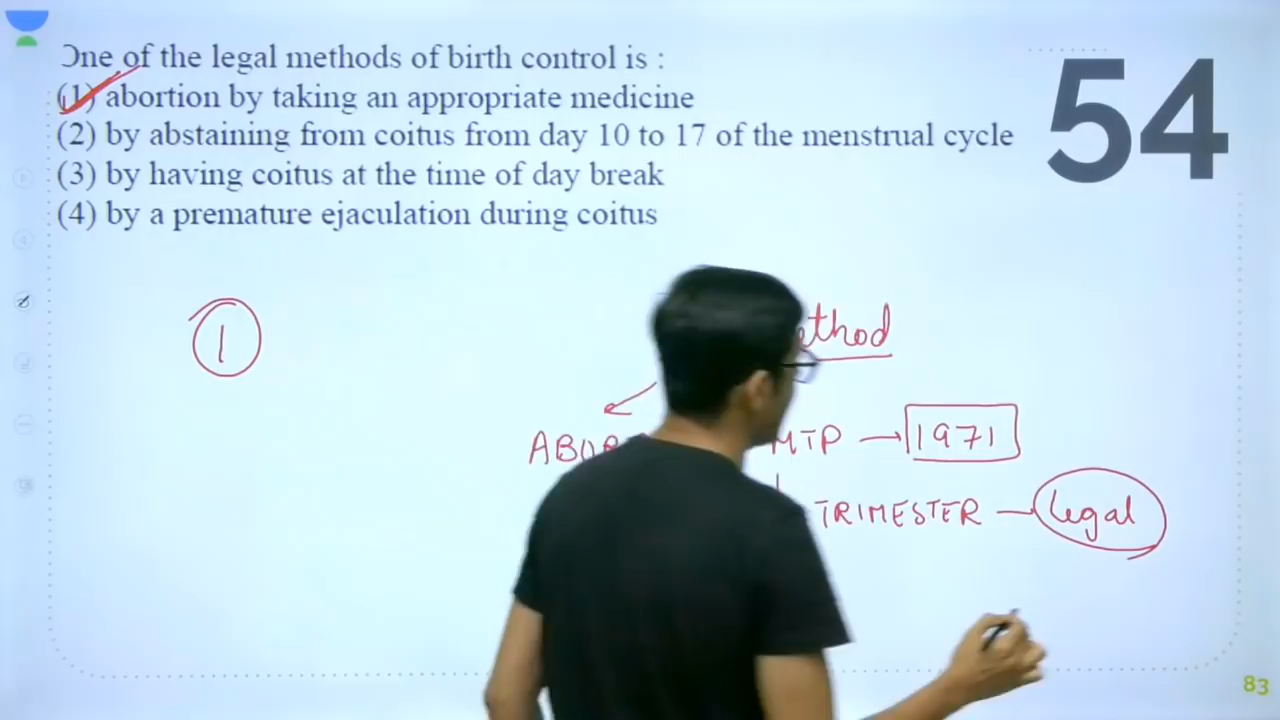 One of the legal methods of birth control is :
(1) abortion by taking an appropriate medicine
(2) by abstaining from coitus from day 10 to 17 of the menstrual cycle
(3) by having coitus at the time of day break
(4) by a premature ejaculation during coitus
54
1
MTP 1971
TRIMESTER Legal
83